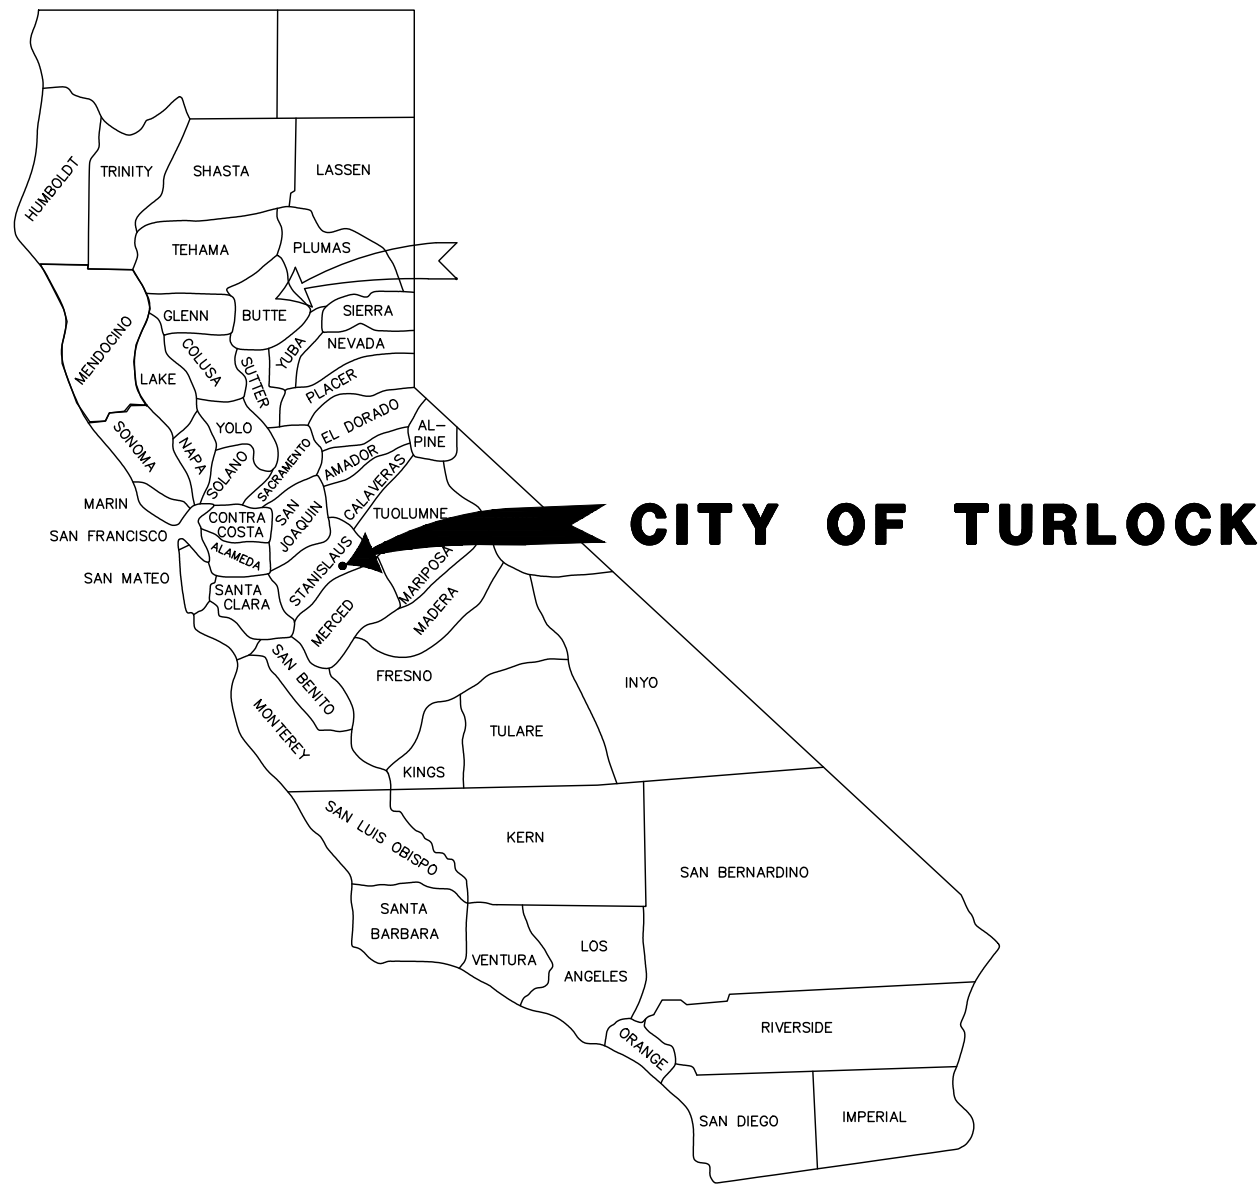 HUMBOLDT
TRINITY
SHASTA
LASSEN
TEHAMA
PLUMAS
GLENN
BUTTE
SIERRA
MENDOCINO
COLUSA
SUTTER
YUBA
NEVADA
LAKE
PLACER
SONOMA
NAPA
YOLO
EL DORADO
AL-
PINE
SOLANO
SACRAMENTO
AMADOR
CALAVERAS
MARIN
CONTRA
COSTA
SAN
JOAQUIN
TUOLUMNE
CITY OF TURLOCK
SAN FRANCISCO
ALAMEDA
STANISLAUS
MARIPOSA
SAN MATEO
SANTA
CLARA
MERCED
MADERA
SAN BENITO
FRESNO
INYO
MONTEREY
TULARE
KINGS
SAN LUIS OBISPO
KERN
SAN BERNARDINO
SANTA
BARBARA
VENTURA
LOS
ANGELES
ORANGE
RIVERSIDE
SAN DIEGO
IMPERIAL